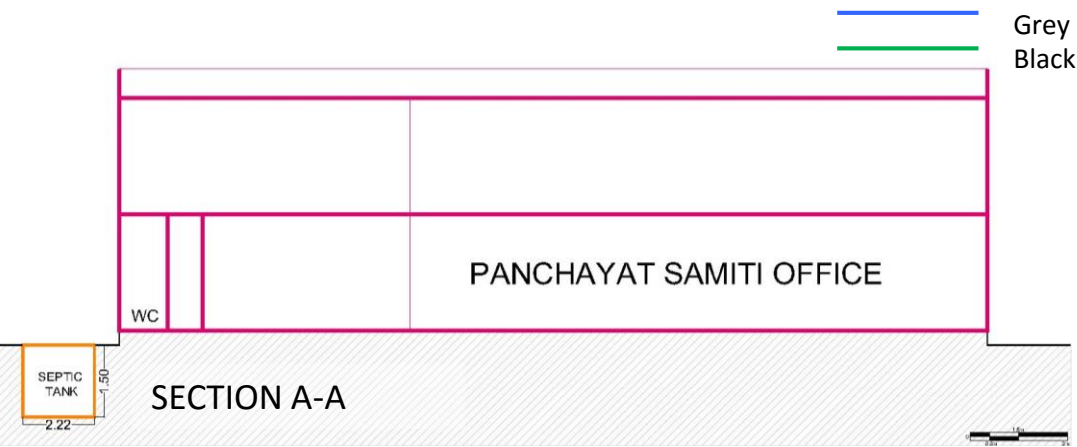 Grey
Black
PANCHAYAT SAMITI OFFICE
WC
SEPTIC
TANK
1.50
2.22
SECTION A-A